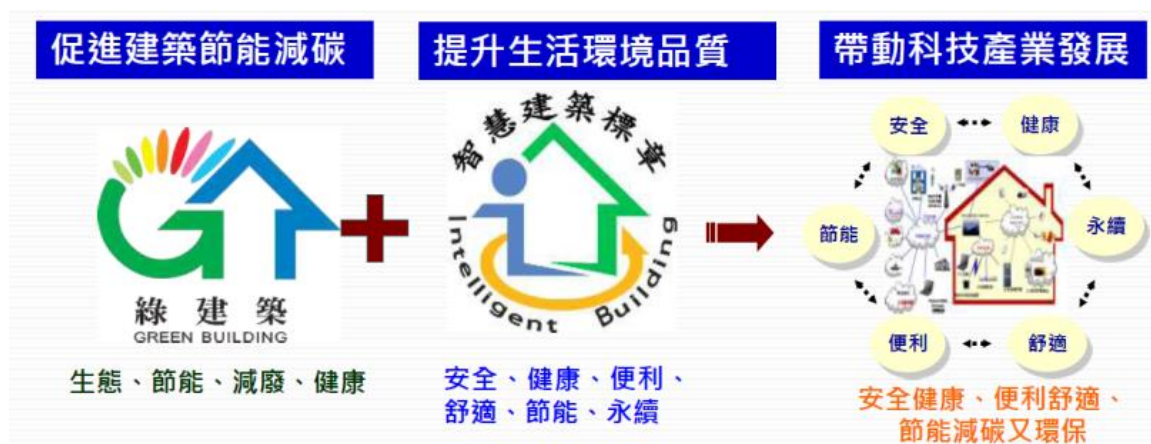 促進建築節能減碳
提升生活環境品質
帶動科技產業發展
綠建築
GREEN BUILDING
生態、節能、減廢、健康
智慧建築標章
Intelligent Building
安全、健康、便利、
舒適、節能、永續
安全
健康
節能
永續
便利
舒適
安全健康、便利舒適、
節能減碳又環保